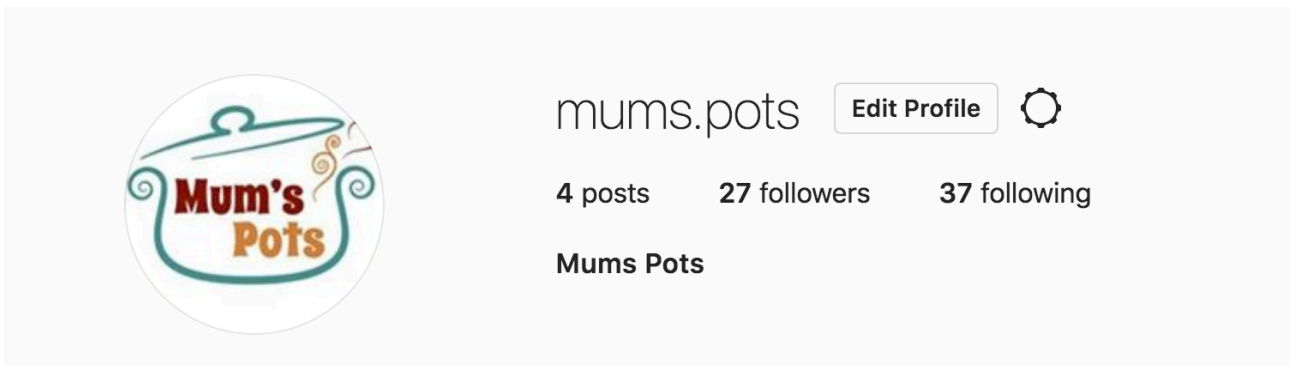 Mum's
Pots
mums.pots Edit Profile
4 posts 27 followers 37 following
Mums Pots